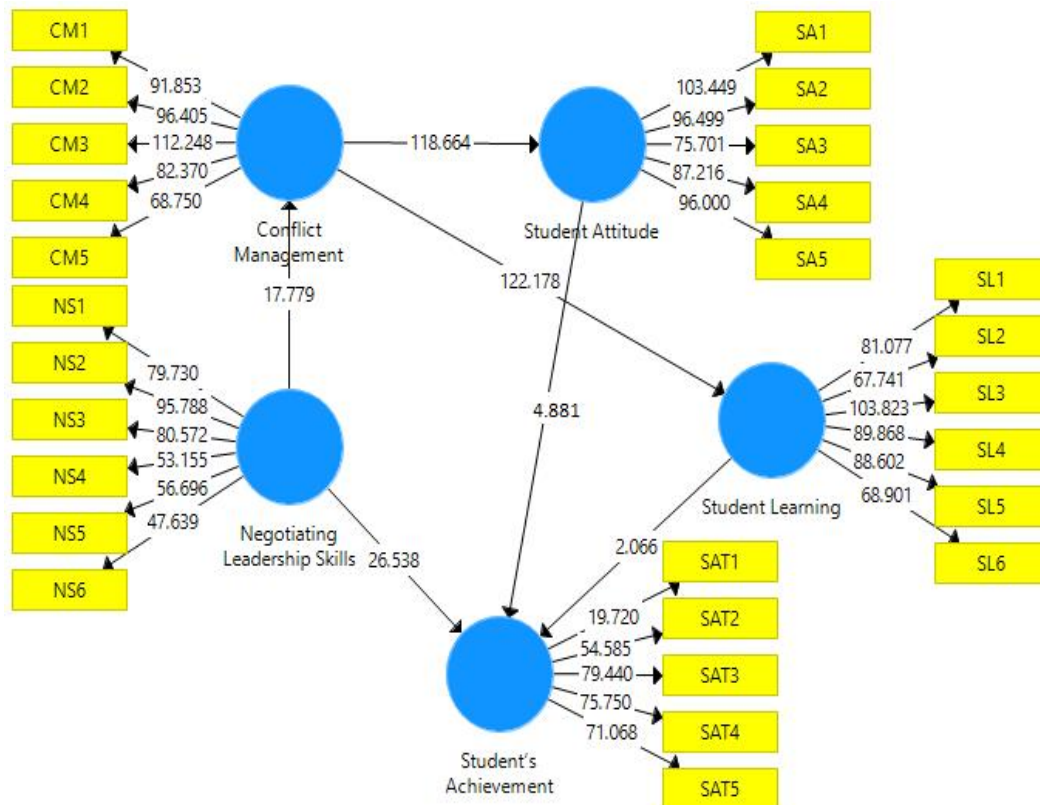 CM1
CM2
CM3
CM4
CM5
91.853
96.405
112.248
82.370
68.750
Conflict
Management
118.664
SA1
SA2
SA3
SA4
SA5
103.449
96.499
75.701
87.216
96.000
Student Attitude
17.779
122.178
4.881
NS1
NS2
NS3
NS4
NS5
NS6
79.730
95.788
80.572
53.155
56.696
47.639
Negotiating
Leadership Skills
26.538
SL1
SL2
SL3
SL4
SL5
SL6
81.077
67.741
103.823
89.868
88.602
68.901
Student Learning
2.066
SAT1
SAT2
SAT3
SAT4
SAT5
19.720
54.585
79.440
75.750
71.068
Student’s
Achievement